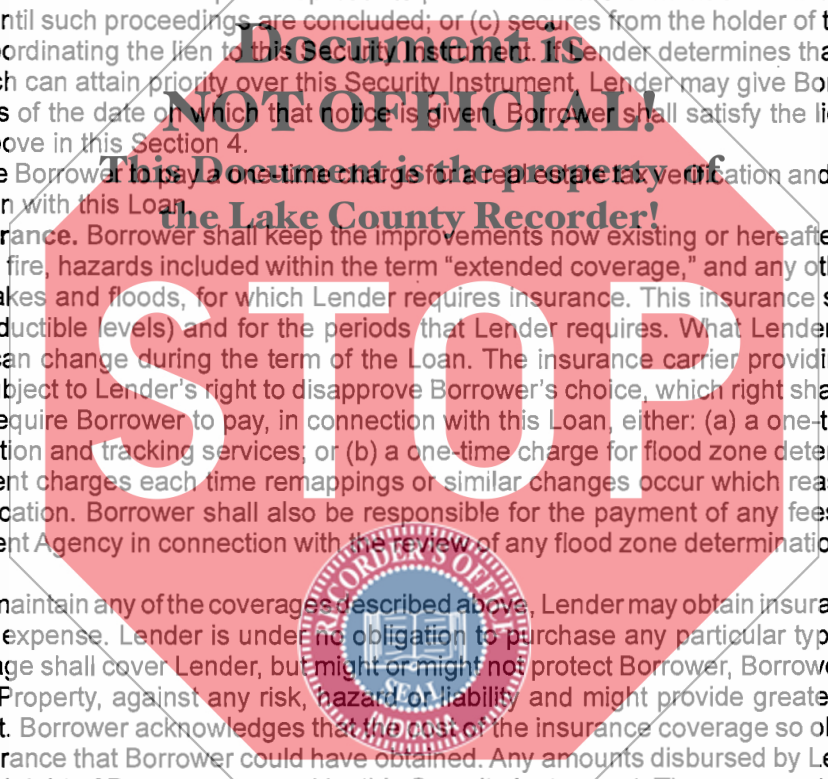 ntil such proceedings are concluded; or (c) secures from the holder of t
ordinating the lien to this Security Instrument. If Lender determines tha
Document is
ch can attain priority over this Security Instrument, Lender may give Bor
s of the date on which that notice is given, Borrower shall satisfy the lie
NOT OFFICIAL!
ove in this Section 4.
e Borrower to pay a one-time charge for a real estate tax verification and
This Document is the property of
n with this Loan.
the Lake County Recorder!
rance. Borrower shall keep the improvements now existing or hereafte
fire, hazards included within the term “extended coverage,” and any oth
akes and floods, for which Lender requires insurance. This insurance s
ductible levels) and for the periods that Lender requires. What Lender
an change during the term of the Loan. The insurance carrier providi
bject to Lender's right to disapprove Borrower's choice, which right sha
equire Borrower to pay, in connection with this Loan, either: (a) a one-t
tion and tracking services; or (b) a one-time charge for flood zone deter
STOP
ent charges each time remappings or similar changes occur which reas
cation. Borrower shall also be responsible for the payment of any fees
ent Agency in connection with the review of any flood zone determinatio
RECORDER'S OFFICE
naintain any of the coverages described above, Lender may obtain insura
expense. Lender is under no obligation to purchase any particular typ
age shall cover Lender, but might or might not protect Borrower, Borrowe
Property, against any risk, hazard or liability and might provide greate
SEAL
t. Borrower acknowledges that the cost of the insurance coverage so ob
INDIANA
rance that Borrower could have obtained. Any amounts disbursed by Le